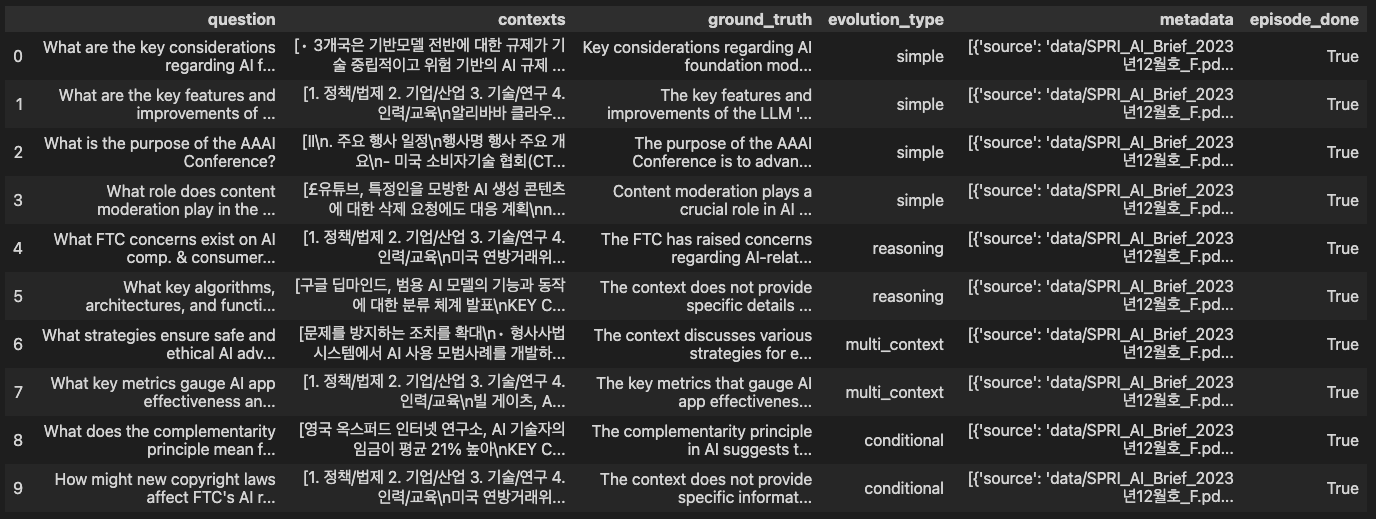 question contexts ground_truth evolution_type metadata episode_done
0 What are the key considerations regarding AI f... [• 3개국은 기반모델 전반에 대한 규제가 기술 중립적이고 위험 기반의 AI 규제 ... Key considerations regarding AI foundation mod... simple [{'source': 'data/SPRI_AI_Brief_2023년12월호_F.pd... True
1 What are the key features and improvements of ... [1. 정책/법제 2. 기업/산업 3. 기술/연구 4. 인력/교육\n알리바바 클라우... The key features and improvements of the LLM '... simple [{'source': 'data/SPRI_AI_Brief_2023년12월호_F.pd... True
2 What is the purpose of the AAAI Conference? [Ⅱ\n. 주요 행사 일정\n행사명 행사 주요 개요\n- 미국 소비자기술 협회(CT... The purpose of the AAAI Conference is to advan... simple [{'source': 'data/SPRI_AI_Brief_2023년12월호_F.pd... True
3 What role does content moderation play in the ... [£유튜브, 특정인을 모방한 AI 생성 콘텐츠에 대한 삭제 요청에도 대응 계획\nn... Content moderation plays a crucial role in AI ... simple [{'source': 'data/SPRI_AI_Brief_2023년12월호_F.pd... True
4 What FTC concerns exist on AI comp. & consumer... [1. 정책/법제 2. 기업/산업 3. 기술/연구 4. 인력/교육\n미국 연방거래위... The FTC has raised concerns regarding AI-relat... reasoning [{'source': 'data/SPRI_AI_Brief_2023년12월호_F.pd... True
5 What key algorithms, architectures, and functi... [구글 딥마인드, 범용 AI 모델의 기능과 동작에 대한 분류 체계 발표\nKEY C... The context does not provide specific details ... reasoning [{'source': 'data/SPRI_AI_Brief_2023년12월호_F.pd... True
6 What strategies ensure safe and ethical AI adv... [문제를 방지하는 조치를 확대\n• 형사사법 시스템에서 AI 사용 모범사례를 개발하... The context discusses various strategies for e... multi_context [{'source': 'data/SPRI_AI_Brief_2023년12월호_F.pd... True
7 What key metrics gauge AI app effectiveness an... [1. 정책/법제 2. 기업/산업 3. 기술/연구 4. 인력/교육\n빌 게이츠, A... The key metrics that gauge AI app effectivenes... multi_context [{'source': 'data/SPRI_AI_Brief_2023년12월호_F.pd... True
8 What does the complementarity principle mean f... [영국 옥스퍼드 인터넷 연구소, AI 기술자의 임금이 평균 21% 높아\nKEY C... The complementarity principle in AI suggests t... conditional [{'source': 'data/SPRI_AI_Brief_2023년12월호_F.pd... True
9 How might new copyright laws affect FTC's AI r... [1. 정책/법제 2. 기업/산업 3. 기술/연구 4. 인력/교육\n미국 연방거래위... The context does not provide specific informat... conditional [{'source': 'data/SPRI_AI_Brief_2023년12월호_F.pd... True